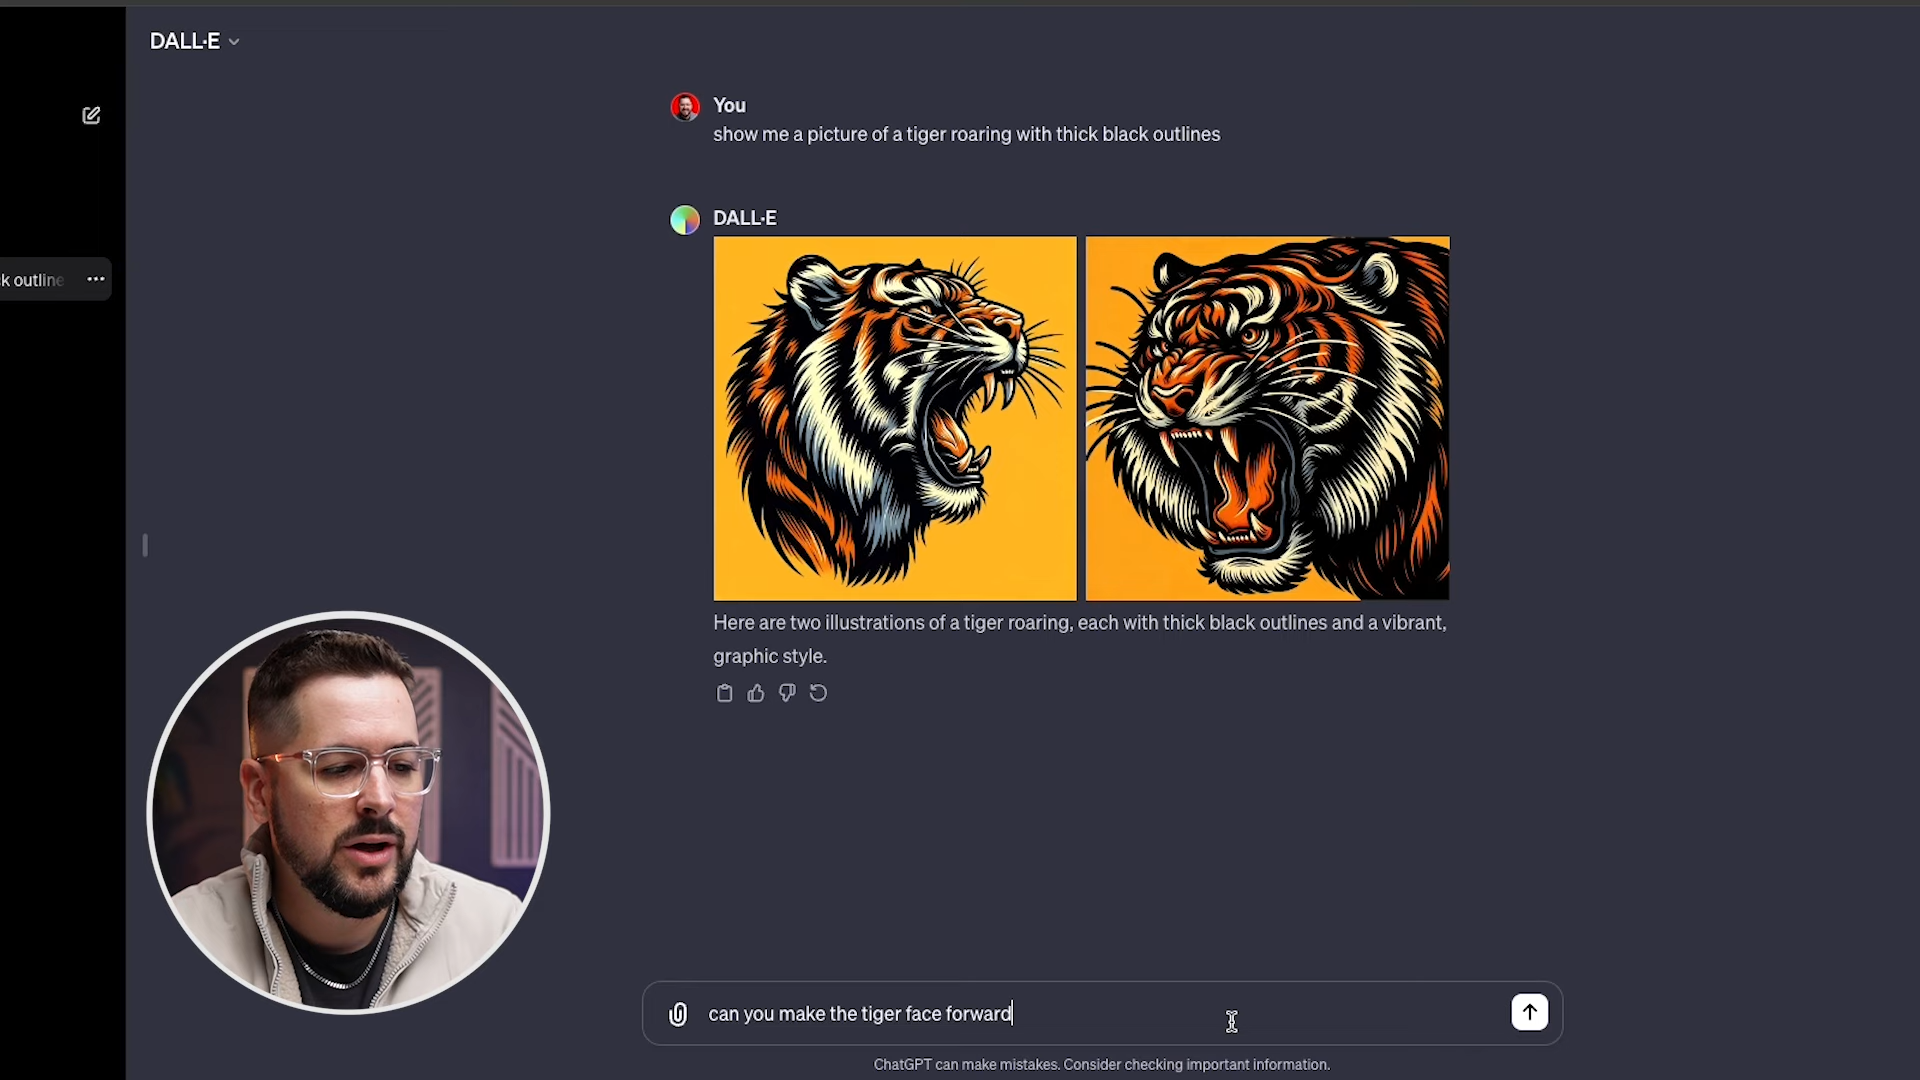 DALL·E
You
show me a picture of a tiger roaring with thick black outlines
DALL·E
k outline
Here are two illustrations of a tiger roaring, each with thick black outlines and a vibrant,
graphic style.
can you make the tiger face forward
ChatGPT can make mistakes. Consider checking important information.